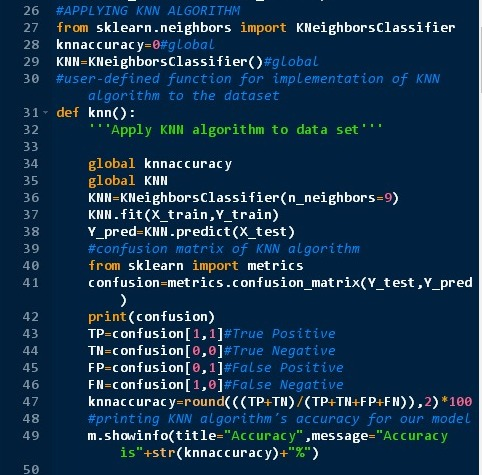 26 #APPLYING KNN ALGORITHM
27 from sklearn.neighbors import KNeighborsClassifier
28 knnaccuracy=0#global
29 KNN=KNeighborsClassifier()#global
30 #user-defined function for implementation of KNN
algorithm to the dataset
31 def knn():
32     '''Apply KNN algorithm to data set'''
33
34     global knnaccuracy
35     global KNN
36     KNN=KNeighborsClassifier(n_neighbors=9)
37     KNN.fit(X_train,Y_train)
38     Y_pred=KNN.predict(X_test)
39     #confusion matrix of KNN algorithm
40     from sklearn import metrics
41     confusion=metrics.confusion_matrix(Y_test,Y_pred
)
42     print(confusion)
43     TP=confusion[1,1]#True Positive
44     TN=confusion[0,0]#True Negative
45     FP=confusion[0,1]#False Positive
46     FN=confusion[1,0]#False Negative
47     knnaccuracy=round(((TP+TN)/(TP+TN+FP+FN)),2)*100
48     #printing KNN algorithm's accuracy for our model
49     m.showinfo(title="Accuracy",message="Accuracy
is"+str(knnaccuracy)+"%")
50